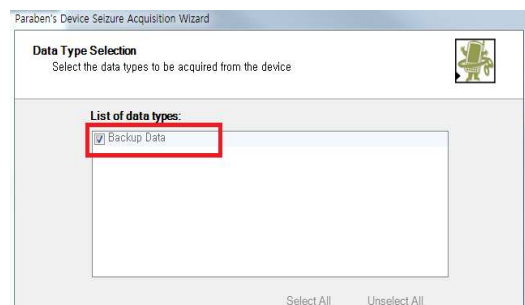 Paraben's Device Seizure Acquisition Wizard
Data Type Selection
Select the data types to be acquired from the device
List of data types:
Backup Data
Select All Unselect All